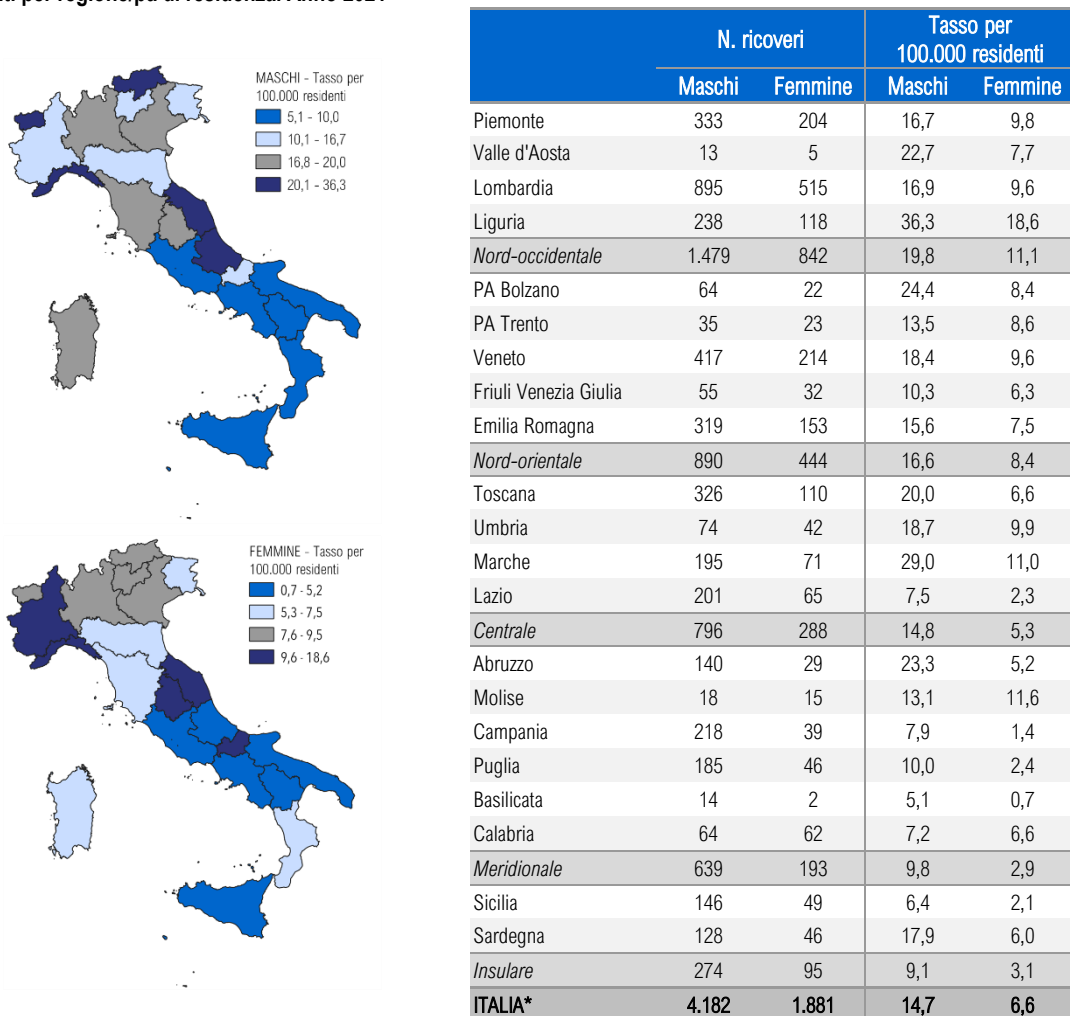 per regione/pa di residenza. Anno 2021
MASCHI - Tasso per
100.000 residenti
5,1 - 10,0
10,1 - 16,7
16,8 - 20,0
20,1 - 36,3
FEMMINE - Tasso per
100.000 residenti
0,7 - 5,2
5,3 - 7,5
7,6 - 9,5
9,6 - 18,6
N. ricoveri Tasso per
100.000 residenti
Maschi Femmine Maschi Femmine
Piemonte 333 204 16,7 9,8
Valle d'Aosta 13 5 22,7 7,7
Lombardia 895 515 16,9 9,6
Liguria 238 118 36,3 18,6
Nord-occidentale 1.479 842 19,8 11,1
PA Bolzano 64 22 24,4 8,4
PA Trento 35 23 13,5 8,6
Veneto 417 214 18,4 9,6
Friuli Venezia Giulia 55 32 10,3 6,3
Emilia Romagna 319 153 15,6 7,5
Nord-orientale 890 444 16,6 8,4
Toscana 326 110 20,0 6,6
Umbria 74 42 18,7 9,9
Marche 195 71 29,0 11,0
Lazio 201 65 7,5 2,3
Centrale 796 288 14,8 5,3
Abruzzo 140 29 23,3 5,2
Molise 18 15 13,1 11,6
Campania 218 39 7,9 1,4
Puglia 185 46 10,0 2,4
Basilicata 14 2 5,1 0,7
Calabria 64 62 7,2 6,6
Meridionale 639 193 9,8 2,9
Sicilia 146 49 6,4 2,1
Sardegna 128 46 17,9 6,0
Insulare 274 95 9,1 3,1
ITALIA* 4.182 1.881 14,7 6,6